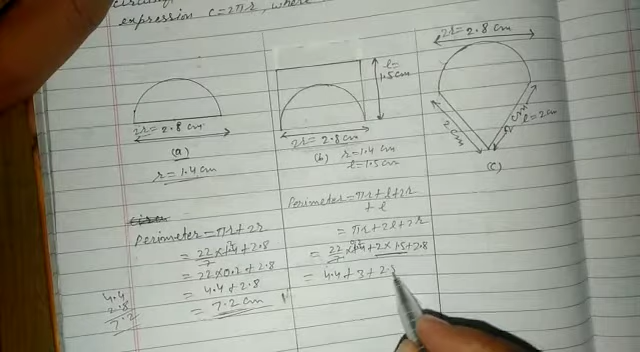 expression C=2πr, where
2r = 2.8 cm
(a)
r = 1.4 cm
l =
1.5 cm
2r = 2.8 cm
(b) r = 1.4 cm
l = 1.5 cm
2r = 2.8 cm
2 cm
l = 2 cm
(c)
Perimeter = πr + 2r
= 22/7 × 1.4 + 2.8
= 22 × 0.2 + 2.8
= 4.4 + 2.8
= 7.2 cm
4.4
2.8
7.2
Perimeter = πr + l + 2r
+ l
= πr + 2l + 2r
= 22/7 × 1.4 + 2 × 1.5 + 2.8
= 4.4 + 3 + 2.8